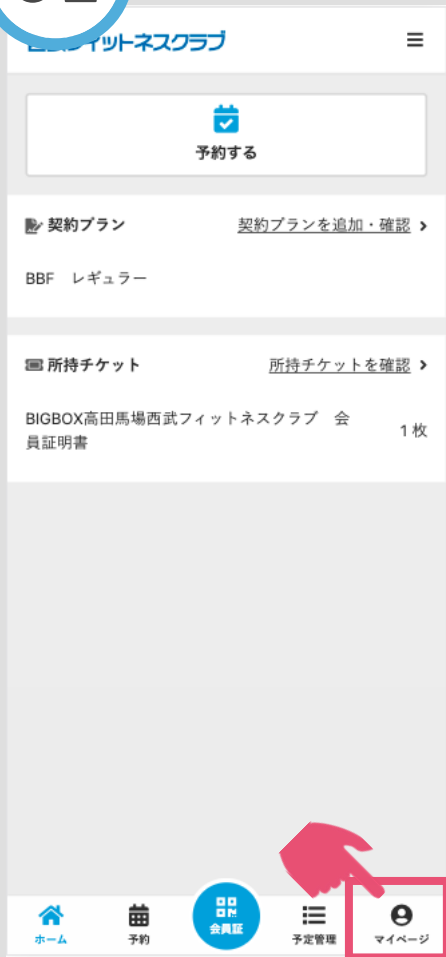 フィットネスクラブ
予約する
契約プラン 契約プランを追加・確認
BBF レギュラー
所持チケット 所持チケットを確認
BIGBOX高田馬場西武フィットネスクラブ 会
員証明書 1枚
ホーム 予約 会員証 予定管理 マイページ